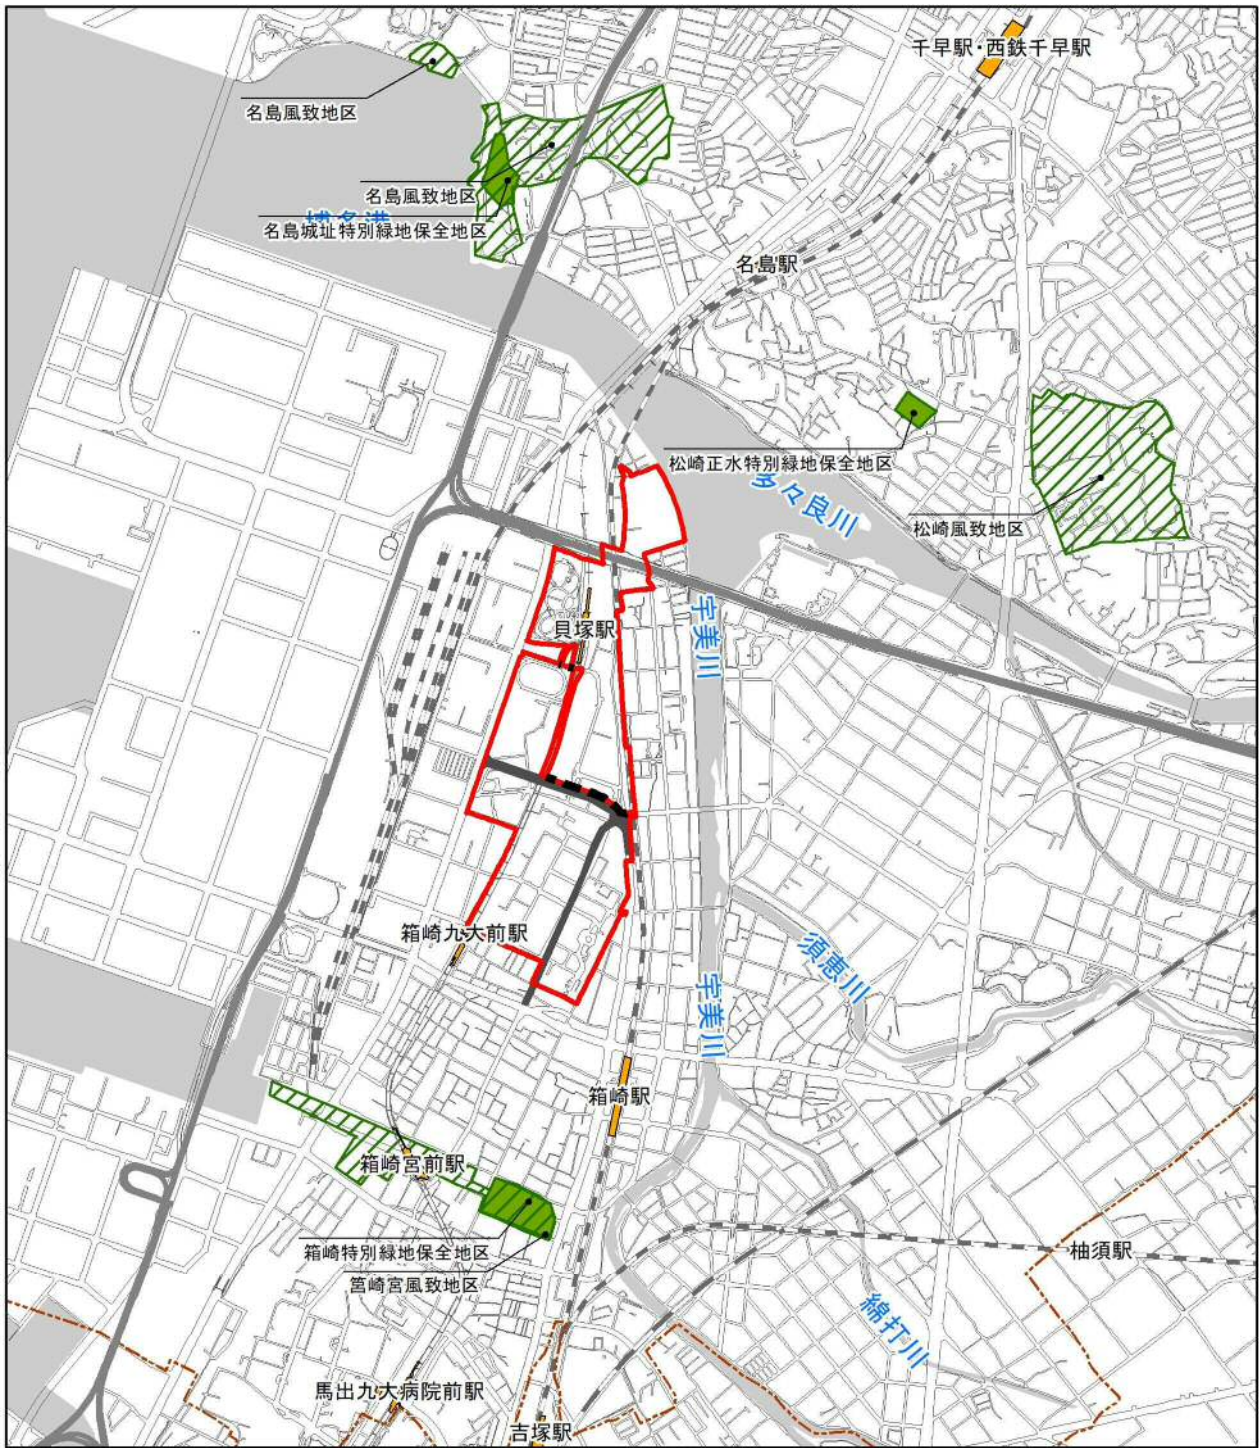 千早駅・西鉄千早駅
名島風致地区
名島風致地区
博多港
名島城址特別緑地保全地区
名島駅
松崎正水特別緑地保全地区
多々良川
松崎風致地区
宇美川
貝塚駅
箱崎九大前駅
須恵川
宇美川
箱崎駅
箱崎宮前駅
箱崎特別緑地保全地区
筥崎宮風致地区
柚須駅
綿打川
馬出九大病院前駅
吉塚駅